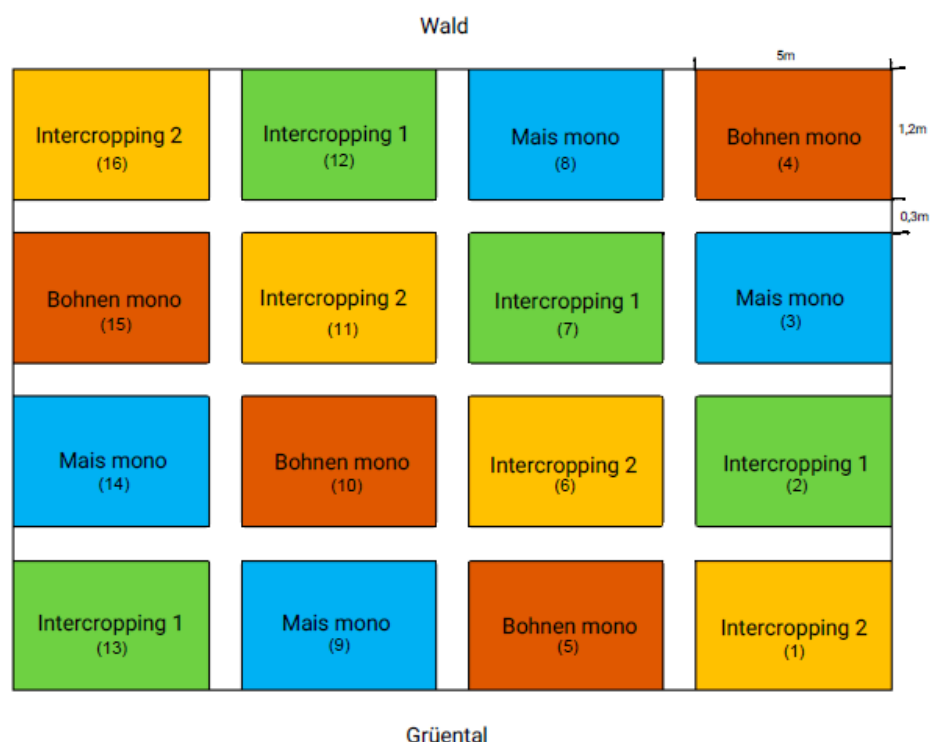 Wald
5m
Intercropping 2
(16)
Intercropping 1
(12)
Mais mono
(8)
Bohnen mono
(4)
1,2m
0,3m
Bohnen mono
(15)
Intercropping 2
(11)
Intercropping 1
(7)
Mais mono
(3)
Mais mono
(14)
Bohnen mono
(10)
Intercropping 2
(6)
Intercropping 1
(2)
Intercropping 1
(13)
Mais mono
(9)
Bohnen mono
(5)
Intercropping 2
(1)
Grüental